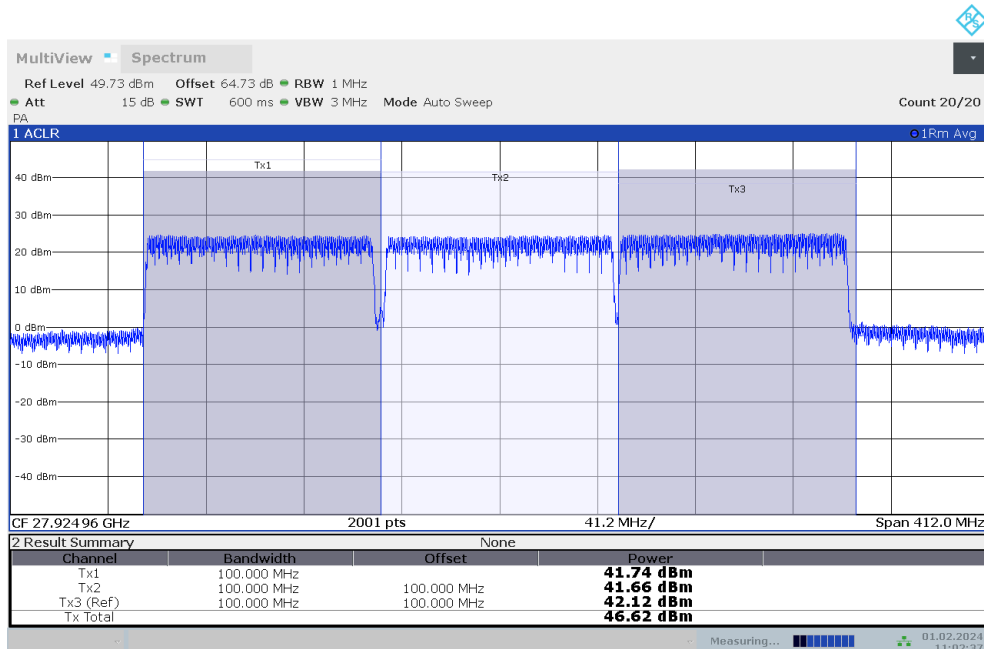 R&S
MultiView Spectrum
Ref Level 49.73 dBm Offset 64.73 dB RBW 1 MHz
Att 15 dB SWT 600 ms VBW 3 MHz Mode Auto Sweep Count 20/20
PA
1 ACLR 1Rm Avg
Tx1
Tx2
Tx3
40 dBm
30 dBm
20 dBm
10 dBm
0 dBm
-10 dBm
-20 dBm
-30 dBm
-40 dBm
CF 27.92496 GHz 2001 pts 41.2 MHz/ Span 412.0 MHz
2 Result Summary None
Channel Bandwidth Offset Power
Tx1 100.000 MHz 41.74 dBm
Tx2 100.000 MHz 100.000 MHz 41.66 dBm
Tx3 (Ref) 100.000 MHz 100.000 MHz 42.12 dBm
Tx Total 46.62 dBm
Measuring... 01.02.2024
11:02:37